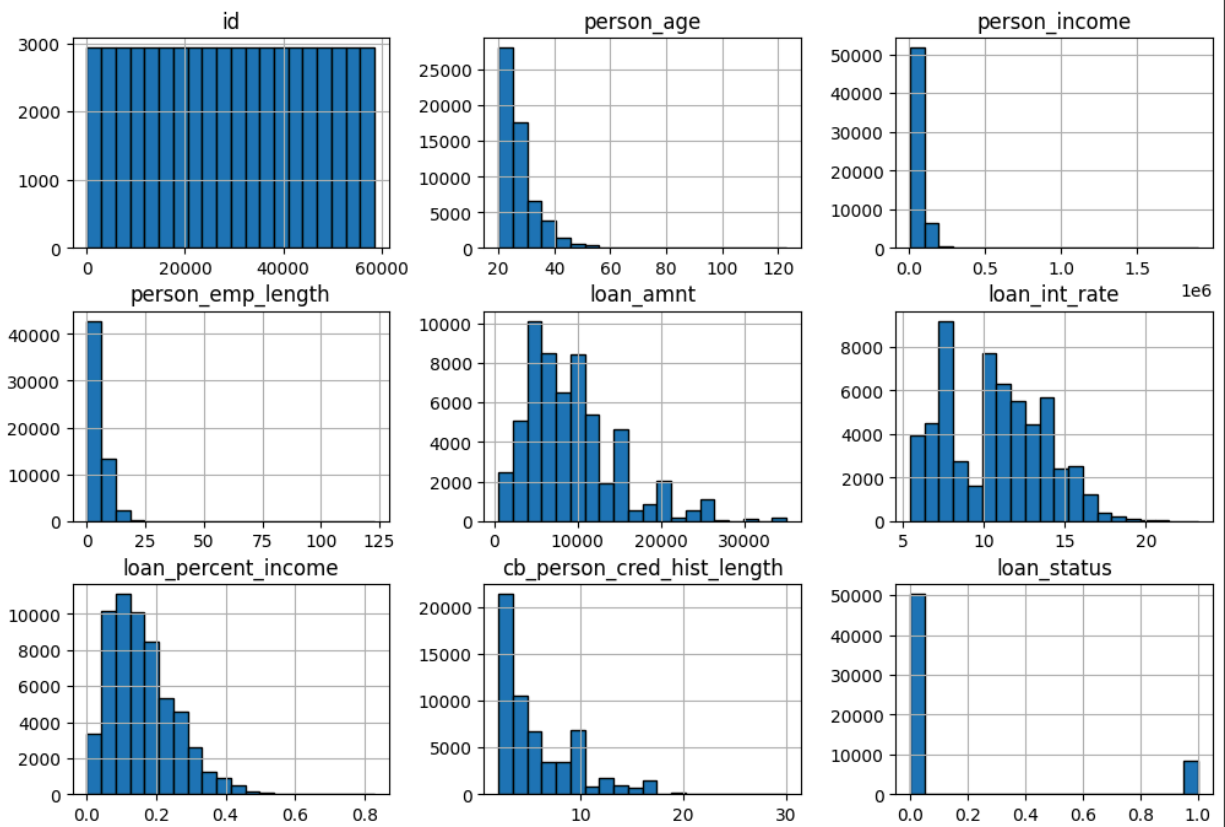 id
3000
2000
1000
0
0 20000 40000 60000
person_age
25000
20000
15000
10000
5000
0
20 40 60 80 100 120
person_income
50000
40000
30000
20000
10000
0
0.0 0.5 1.0 1.5
1e6
person_emp_length
40000
30000
20000
10000
0
0 25 50 75 100 125
loan_amnt
10000
8000
6000
4000
2000
0
0 10000 20000 30000
loan_int_rate
8000
6000
4000
2000
0
5 10 15 20
loan_percent_income
10000
8000
6000
4000
2000
0
0.0 0.2 0.4 0.6 0.8
cb_person_cred_hist_length
20000
15000
10000
5000
0
10 20 30
loan_status
50000
40000
30000
20000
10000
0
0.0 0.2 0.4 0.6 0.8 1.0